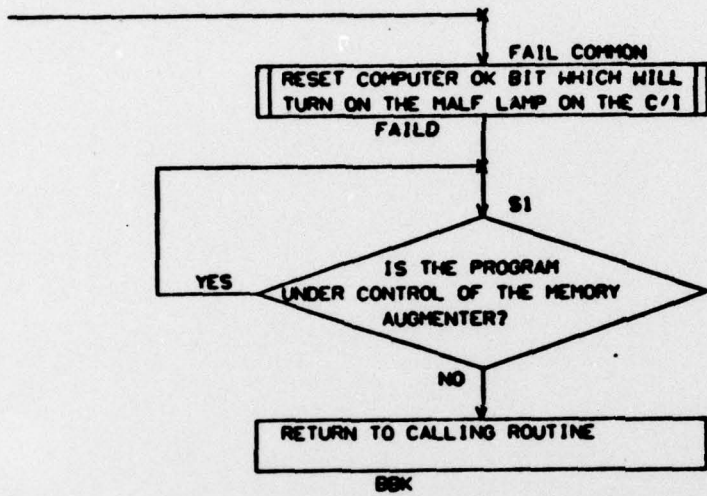 FAIL COMMON
RESET COMPUTER OK BIT WHICH WILL
TURN ON THE MALF LAMP ON THE C/I
FAILD
S1
YES
IS THE PROGRAM
UNDER CONTROL OF THE MEMORY
AUGMENTER?
NO
RETURN TO CALLING ROUTINE
BBK